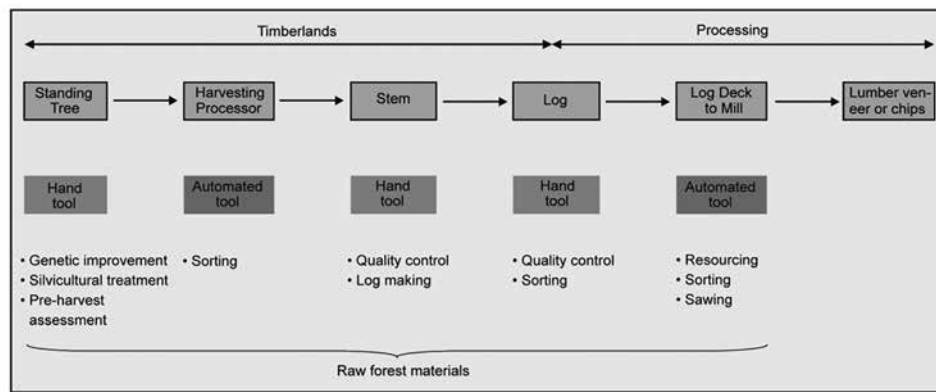 Timberlands
Processing
Standing
Tree
Harvesting
Processor
Stem
Log
Log Deck
to Mill
Lumber ven-
eer or chips
Hand
tool
Automated
tool
Hand
tool
Hand
tool
Automated
tool
• Genetic improvement
• Silvicultural treatment
• Pre-harvest
assessment
• Sorting
• Quality control
• Log making
• Quality control
• Sorting
• Resourcing
• Sorting
• Sawing
Raw forest materials